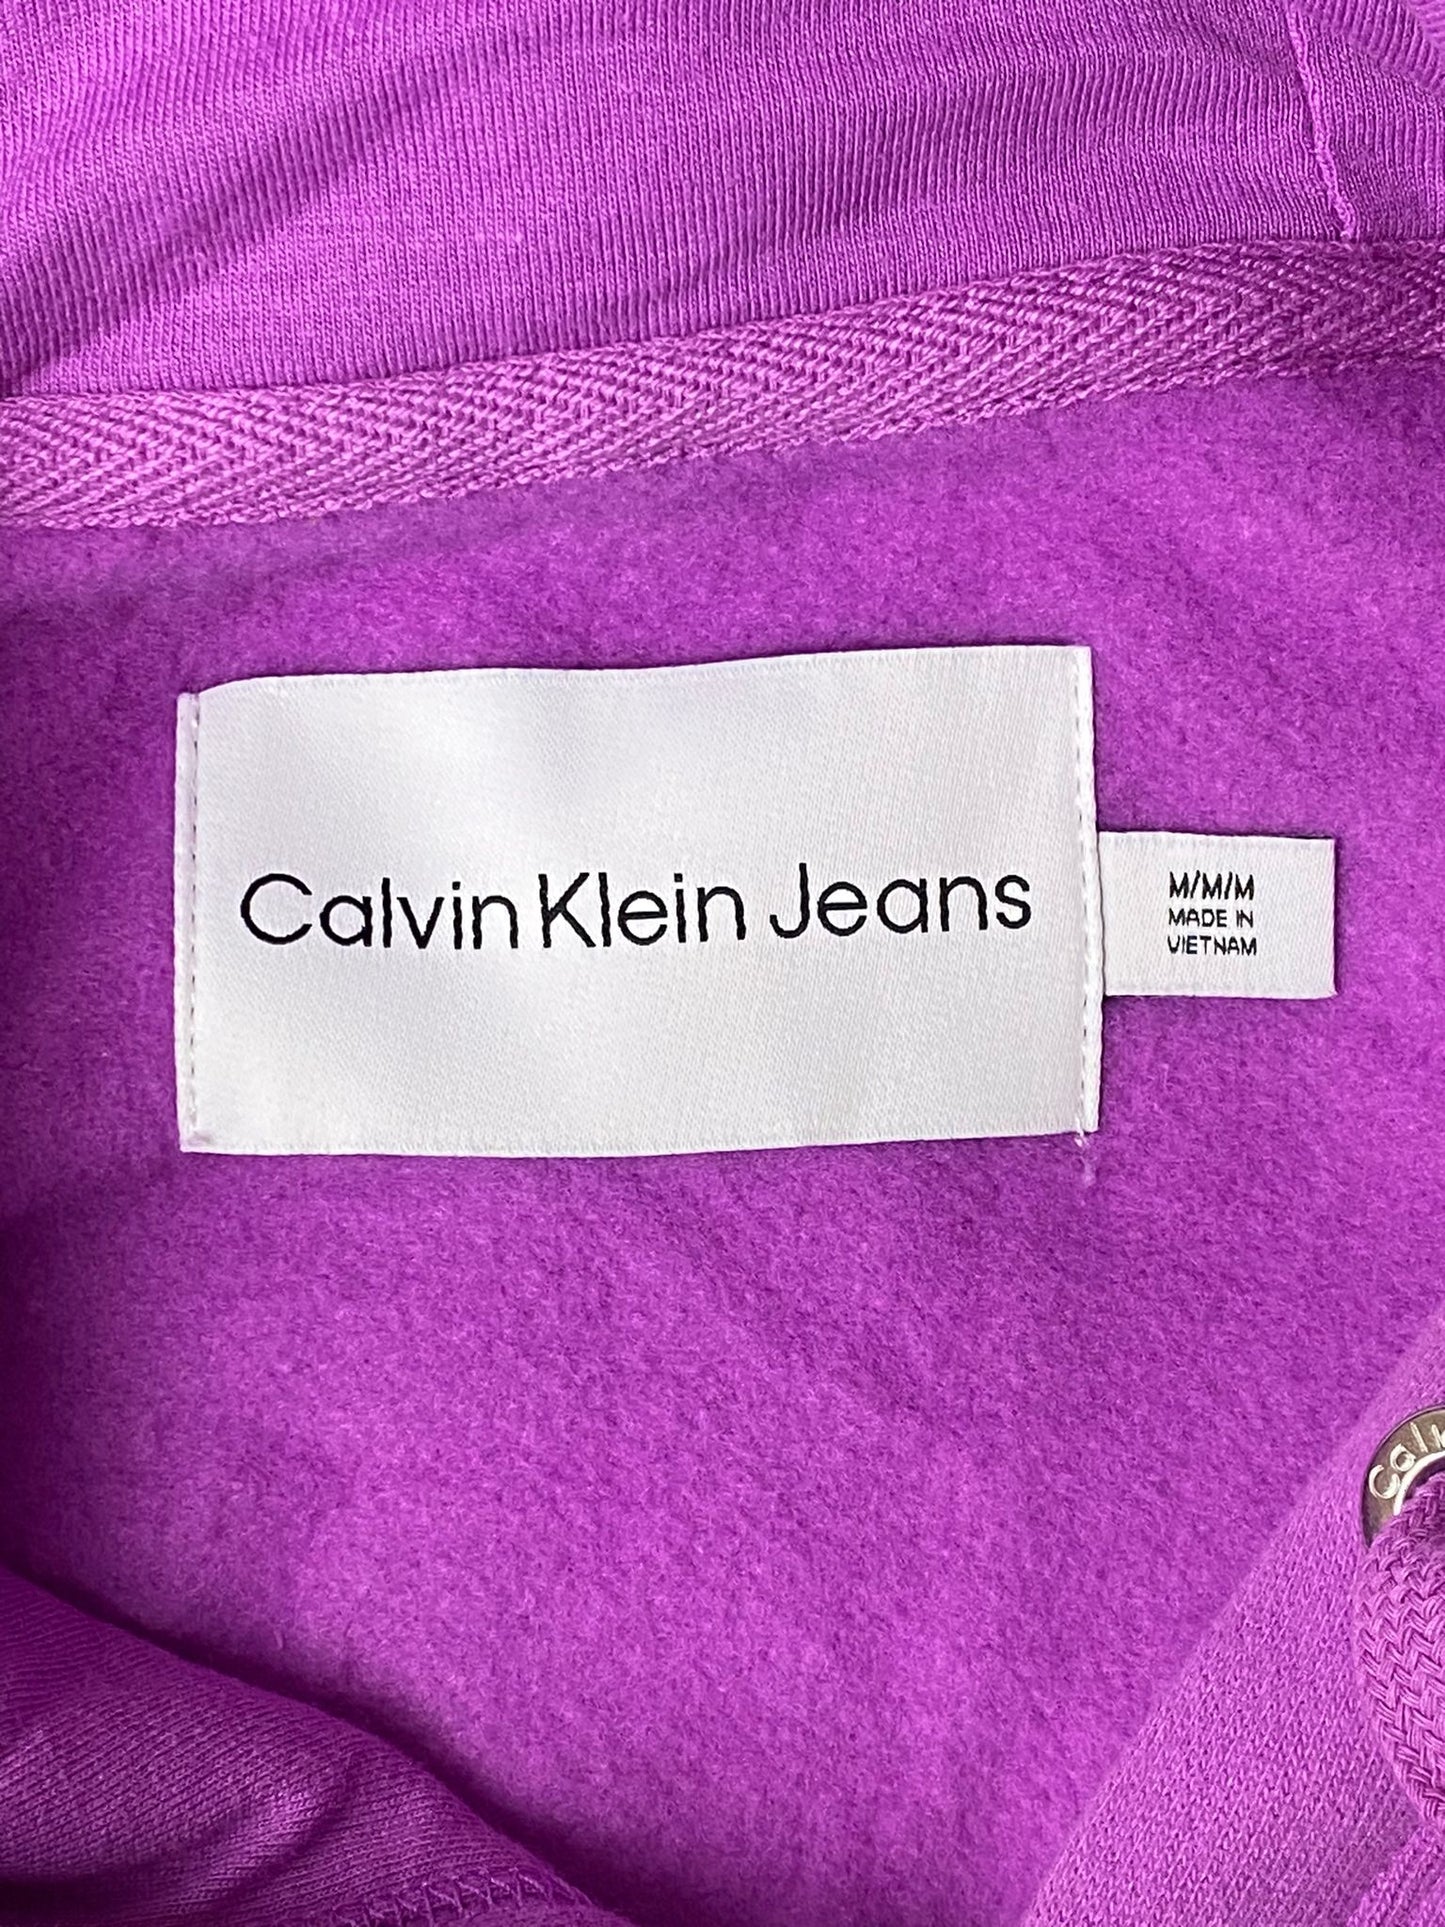 Calvin Klein Jeans
M/M/M
MADE IN
VIETNAM